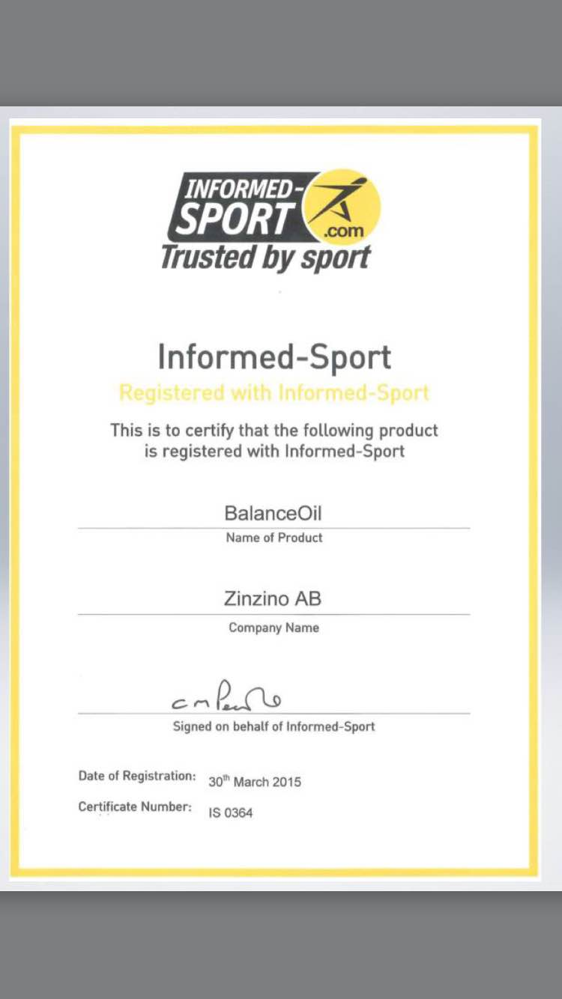 INFORMED-
SPORT
.com
Trusted by sport
Informed-Sport
Registered with Informed-Sport
This is to certify that the following product
is registered with Informed-Sport
BalanceOil
Name of Product
Zinzino AB
Company Name
Signed on behalf of Informed-Sport
Date of Registration: 30th March 2015
Certificate Number: IS 0364